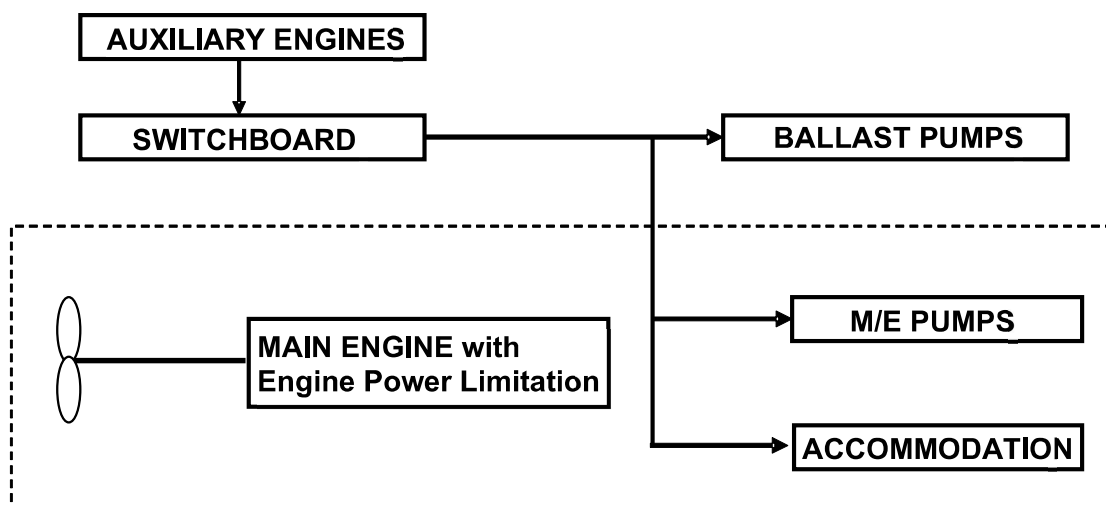 AUXILIARY ENGINES
SWITCHBOARD
BALLAST PUMPS
MAIN ENGINE with
Engine Power Limitation
M/E PUMPS
ACCOMMODATION